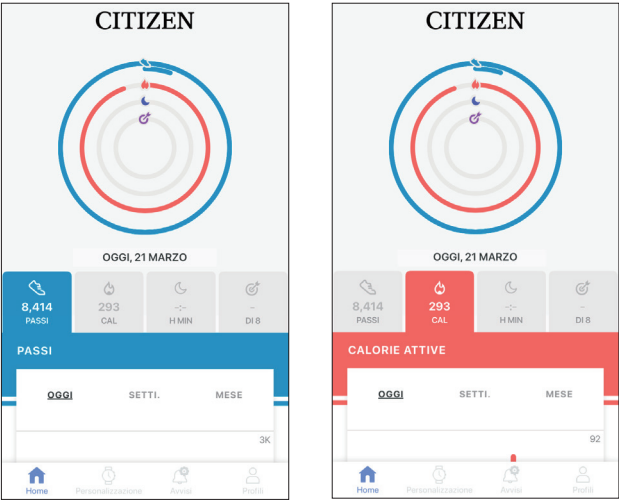 CITIZEN
OGGI, 21 MARZO
8,414 293 -:- –
PASSI CAL H MIN DI 8
PASSI
OGGI SETTI. MESE
3K
Home Personalizzazione Avvisi Profili
CITIZEN
OGGI, 21 MARZO
8,414 293 -:- –
PASSI CAL H MIN DI 8
CALORIE ATTIVE
OGGI SETTI. MESE
92
Home Personalizzazione Avvisi Profili